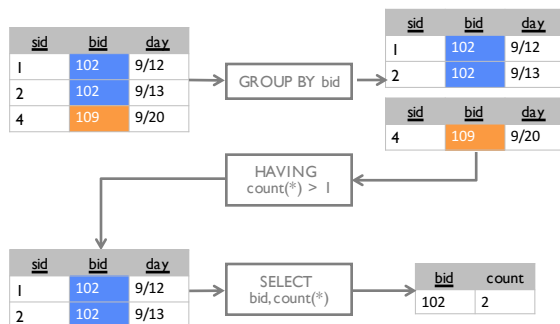 sid bid day
1 102 9/12
2 102 9/13
4 109 9/20
GROUP BY bid
sid bid day
1 102 9/12
2 102 9/13
sid bid day
4 109 9/20
HAVING
count(*) > 1
sid bid day
1 102 9/12
2 102 9/13
SELECT
bid, count(*)
bid count
102 2